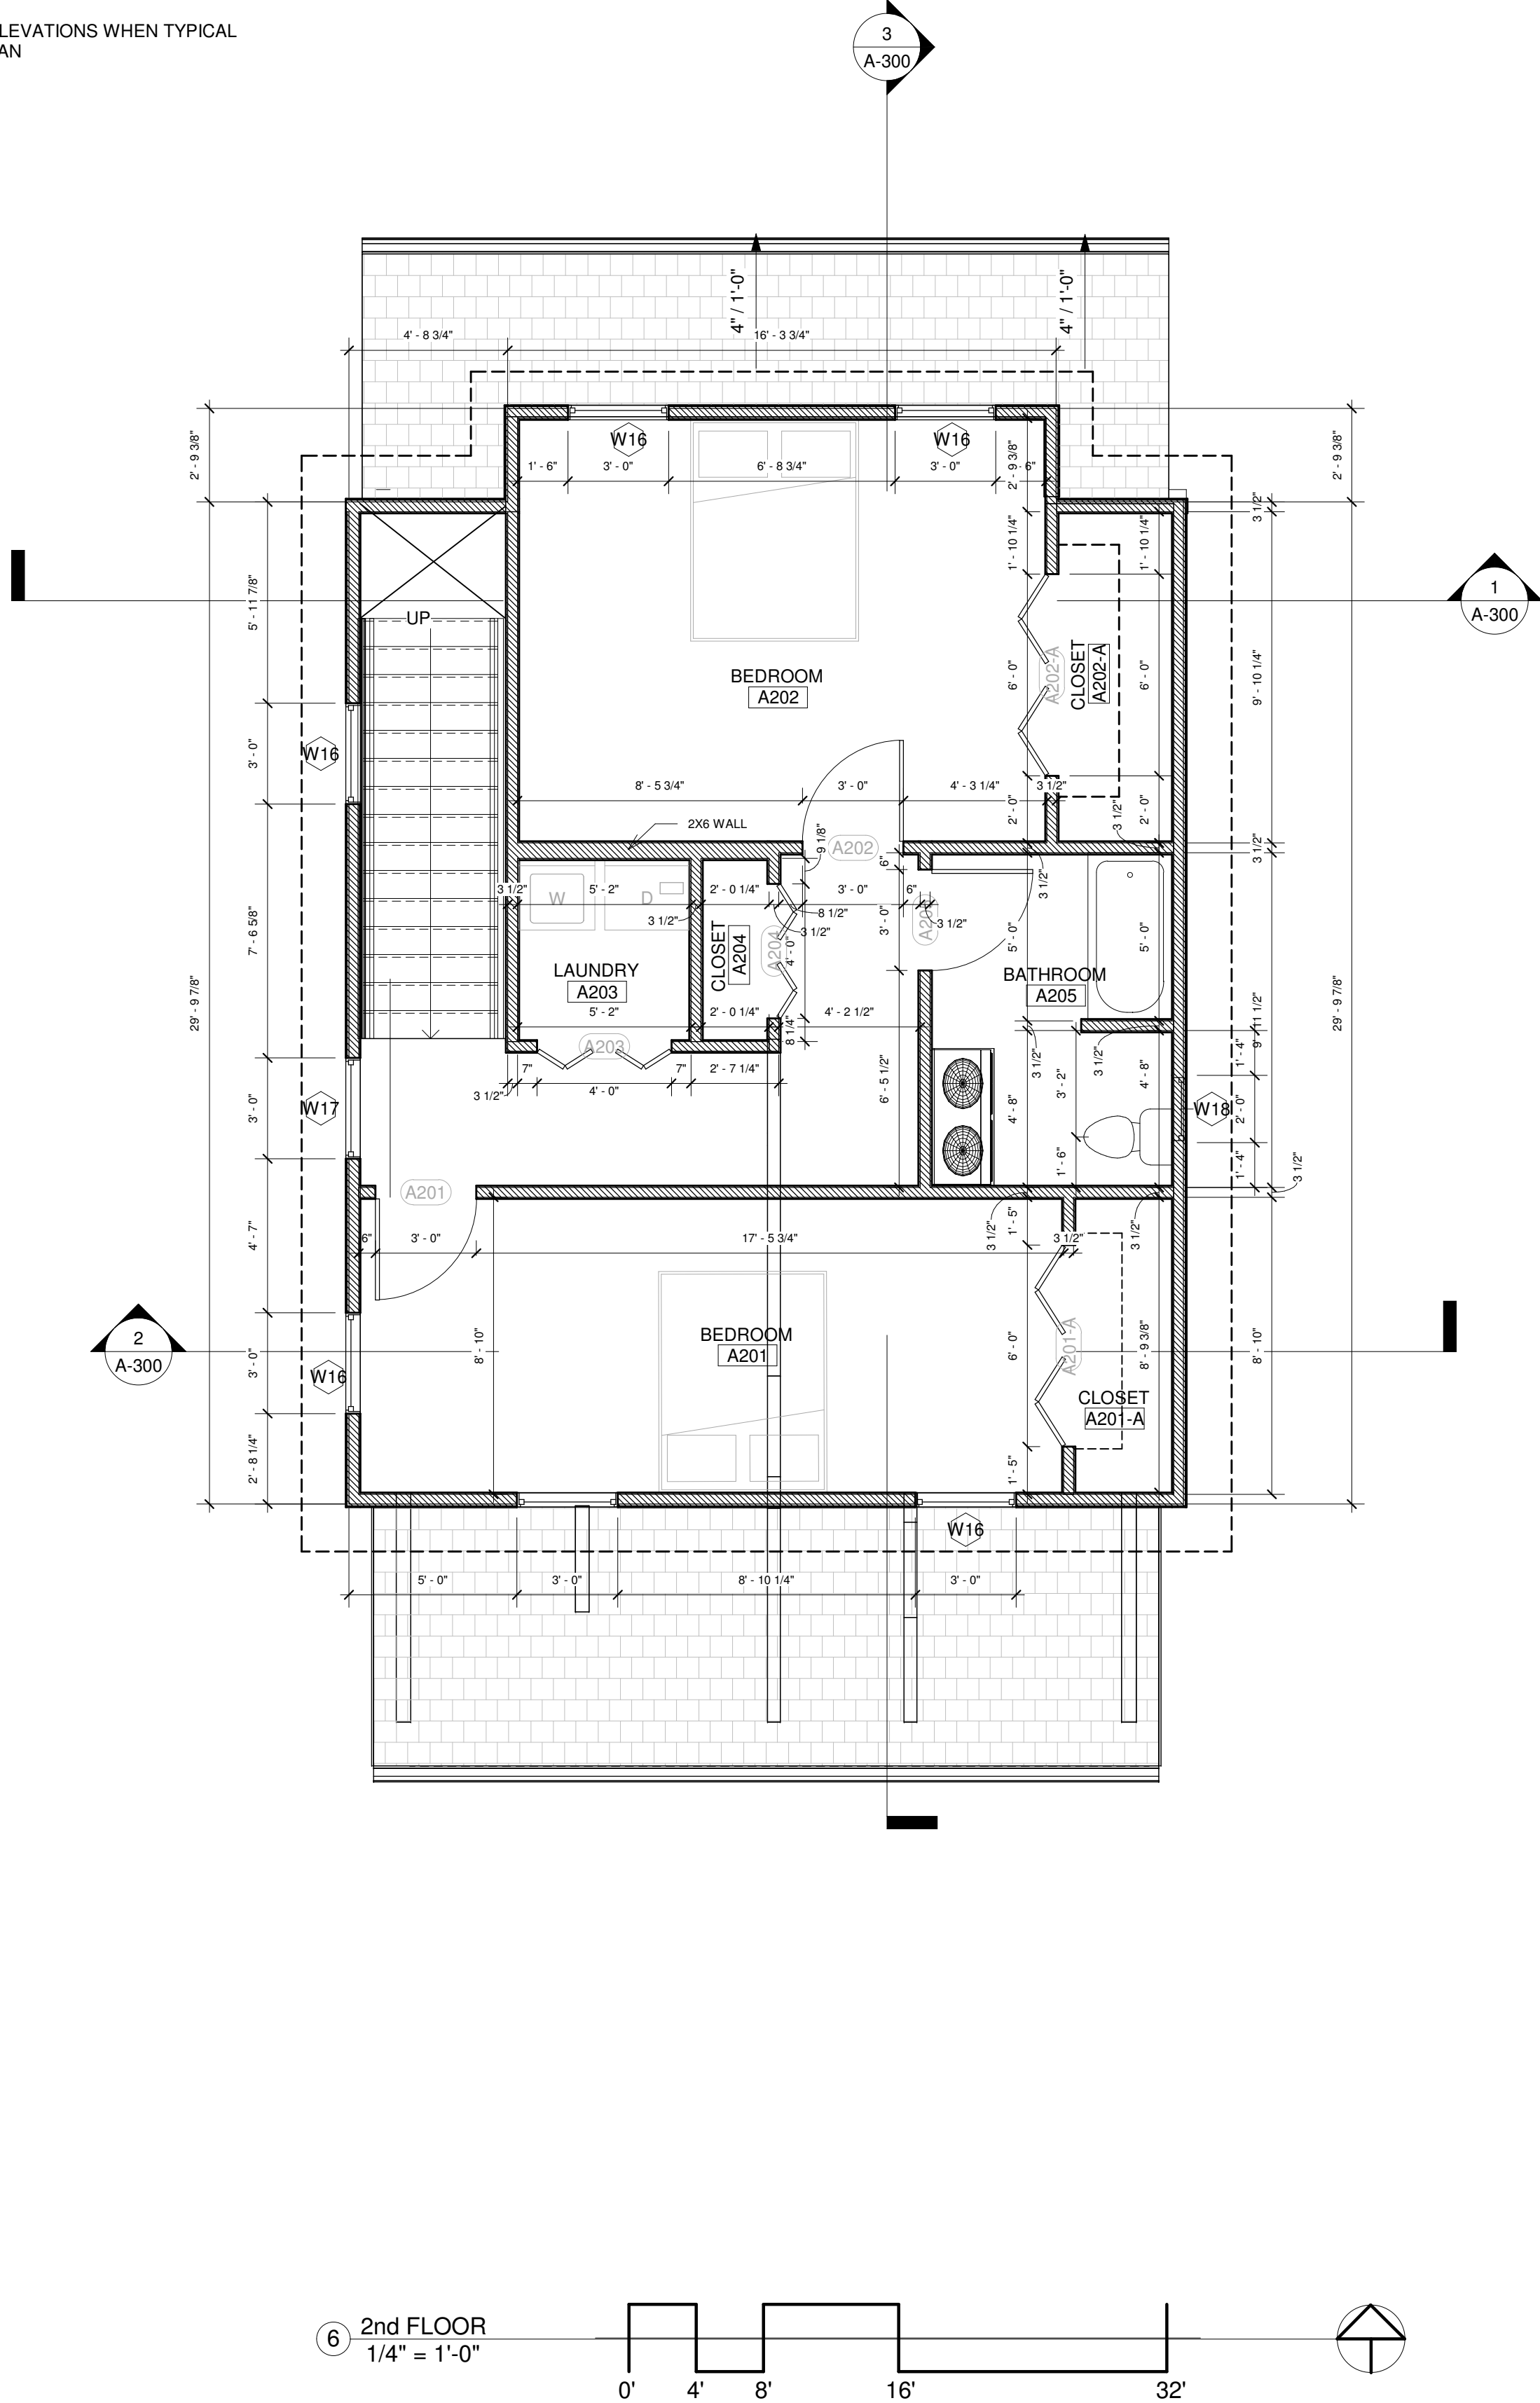 LEVATIONS WHEN TYPICAL
AN
3
A-300
4" / 1'-0"
4" / 1'-0"
4' - 8 3/4"
16' - 3 3/4"
2' - 9 3/8"
2' - 9 3/8"
W16
W16
1' - 6"
3' - 0"
6' - 8 3/4"
3' - 0"
2' - 9 3/8"
6"
3 1/2"
1' - 10 1/4"
1' - 10 1/4"
5' - 11 7/8"
1
A-300
UP
BEDROOM
A202
6' - 0"
A202-A
CLOSET
A202-A
6' - 0"
9' - 10 1/4"
W16
3' - 0"
8' - 5 3/4"
3' - 0"
4' - 3 1/4"
3 1/2"
2' - 0"
3 1/2"
2' - 0"
2X6 WALL
9 1/8"
A202
6"
3 1/2"
3 1/2"
3 1/2"
W
5' - 2"
D
2' - 0 1/4"
3' - 0"
6"
3 1/2"
8 1/2"
3 1/2"
3 1/2"
3' - 0"
7' - 6 5/8"
CLOSET
A204
A204
4' - 0"
5' - 0"
5' - 0"
LAUNDRY
A203
BATHROOM
A205
29' - 9 7/8"
29' - 9 7/8"
5' - 2"
2' - 0 1/4"
4' - 2 1/2"
8 1/4"
A203
9' - 11 1/2"
7"
4' - 0"
7"
2' - 7 1/4"
3 1/2"
6' - 5 1/2"
3 1/2"
3 1/2"
3' - 2"
4' - 8"
4' - 8"
1' - 4"
W17
3' - 0"
W18
2' - 0"
1' - 6"
1' - 4"
3 1/2"
A201
4' - 7"
6"
3' - 0"
17' - 5 3/4"
3 1/2"
1' - 5"
3 1/2"
3 1/2"
2
A-300
3' - 0"
8' - 10"
BEDROOM
A201
6' - 0"
A201-A
8' - 9 3/8"
8' - 10"
W16
CLOSET
A201-A
2' - 8 1/4"
1' - 5"
W16
5' - 0"
3' - 0"
8' - 10 1/4"
3' - 0"
6
2nd FLOOR
1/4" = 1'-0"
0'
4'
8'
16'
32'